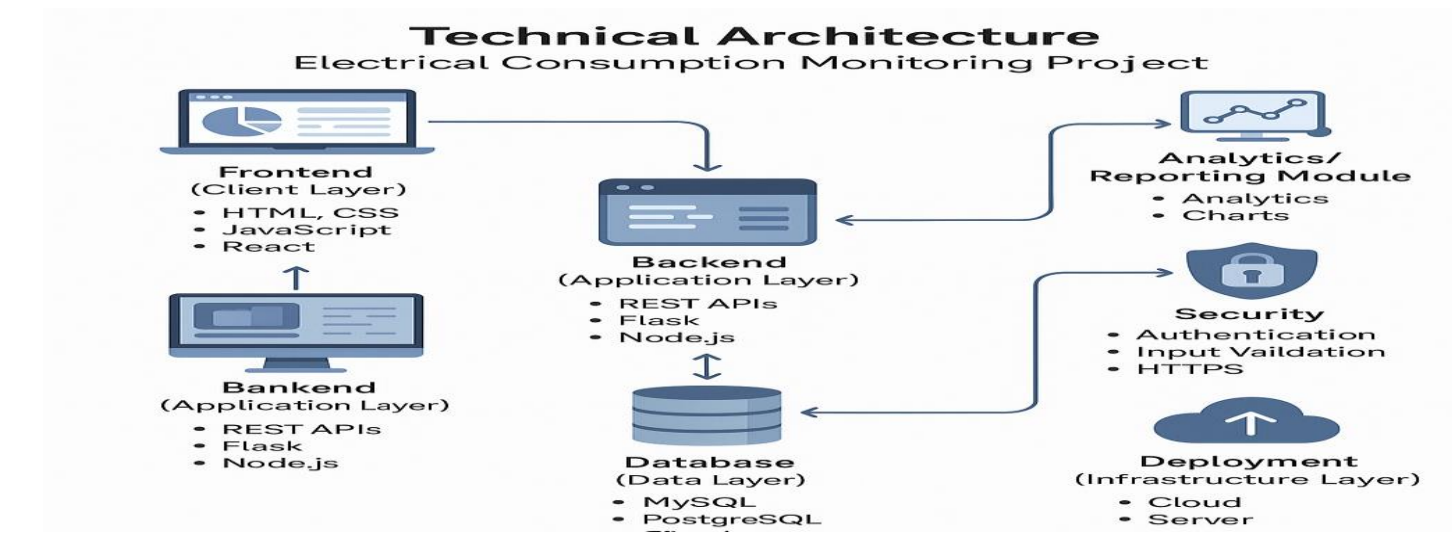 Technical Architecture
Electrical Consumption Monitoring Project
Frontend
(Client Layer)
• HTML, CSS
• JavaScript
• React
Bankend
(Application Layer)
• REST APIs
• Flask
• Node.js
Backend
(Application Layer)
• REST APIs
• Flask
• Node.js
Database
(Data Layer)
• MySQL
• PostgreSQL
Analytics/
Reporting Module
• Analytics
• Charts
Security
• Authentication
• Input Vaildation
• HTTPS
Deployment
(Infrastructure Layer)
• Cloud
• Server